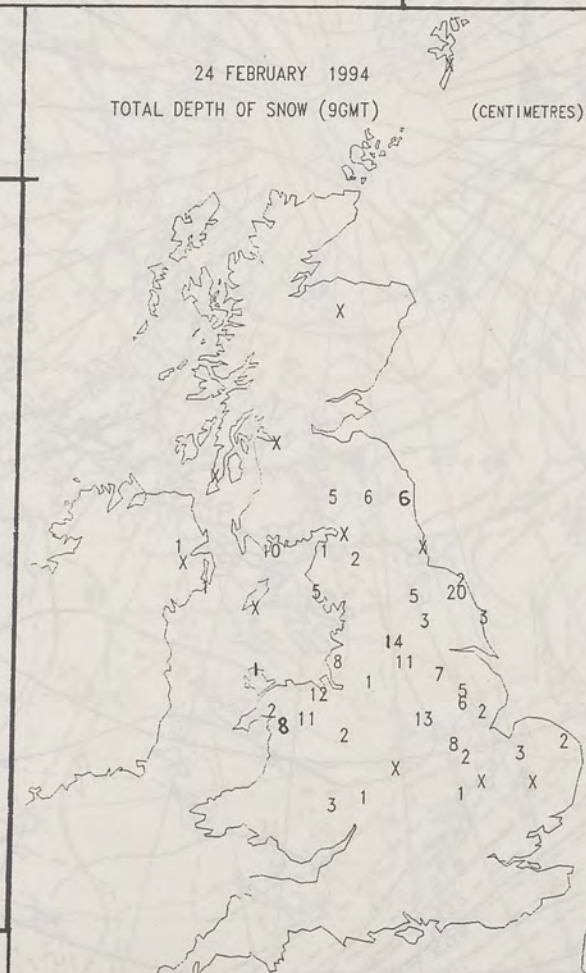 24 FEBRUARY 1994
TOTAL DEPTH OF SNOW (9GMT) (CENTIMETRES)
X
X
X
X
5 6 6
X X
1 10 1
X 2
1 2
5 5 20
X 3 3
14
8 11
1 1 7
12 5
6
2 11 13 2
8 2
8 2
3
X 2
X X
3 1 1